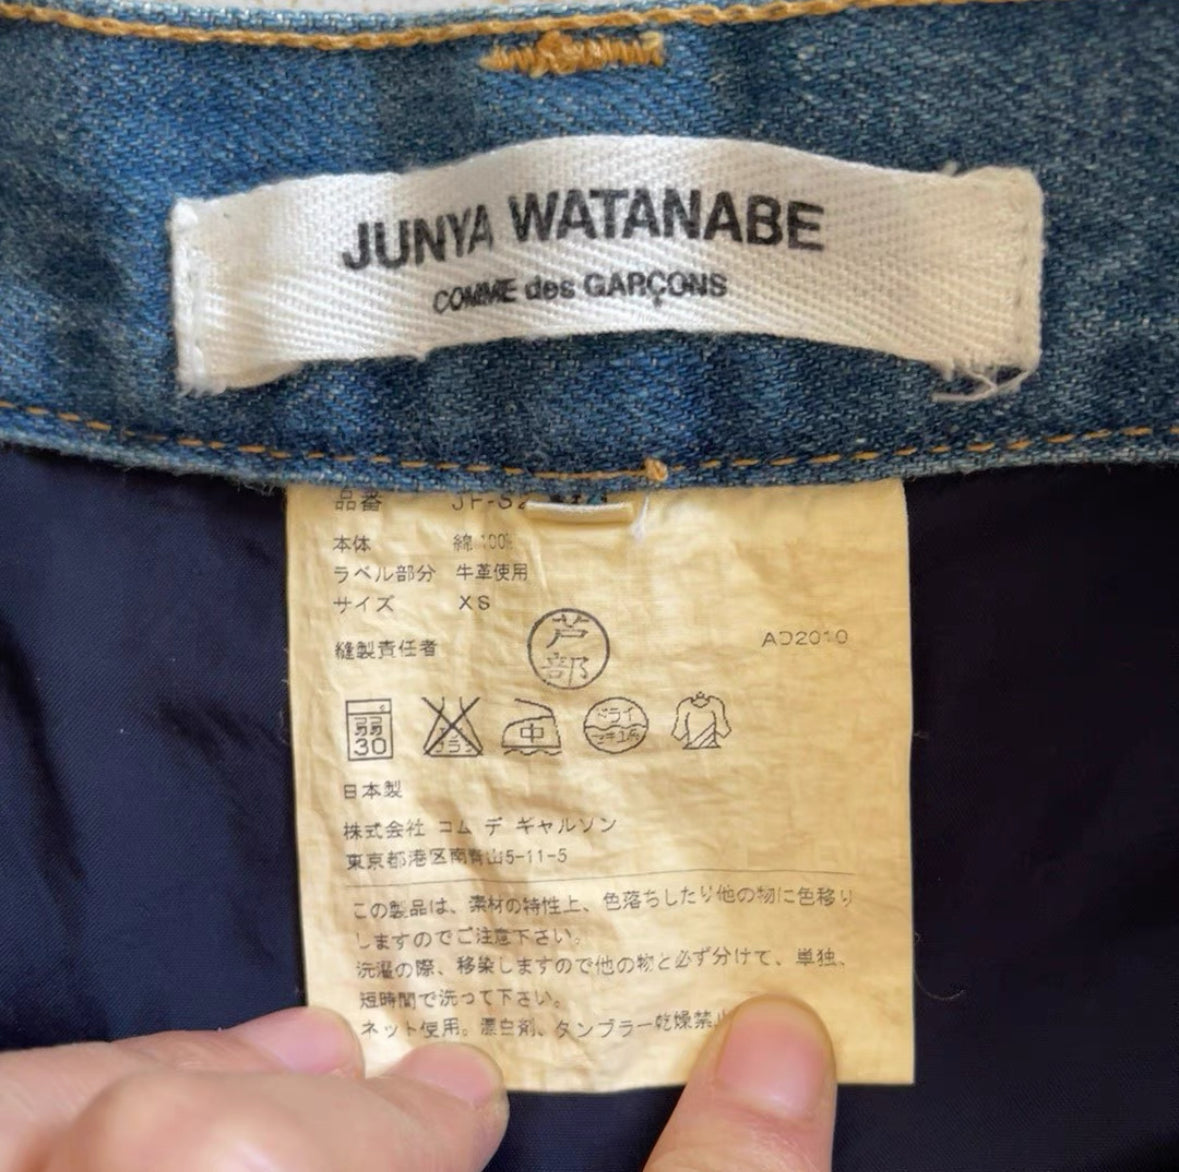 JUNYA WATANABE
COMME des GARÇONS
品番 JF-S2
本体 綿 100%
ラベル部分 牛革使用
サイズ XS
縫製責任者 芦部 AD2010
弱 30 中 ドライ
日本製
株式会社 コム デ ギャルソン
東京都港区南青山5-11-5
この製品は、素材の特性上、色落ちしたり他の物に色移り
しますのでご注意下さい。
洗濯の際、移染しますので他の物と必ず分けて、単独、
短時間で洗って下さい。
ネット使用。漂白剤、タンブラー乾燥禁止